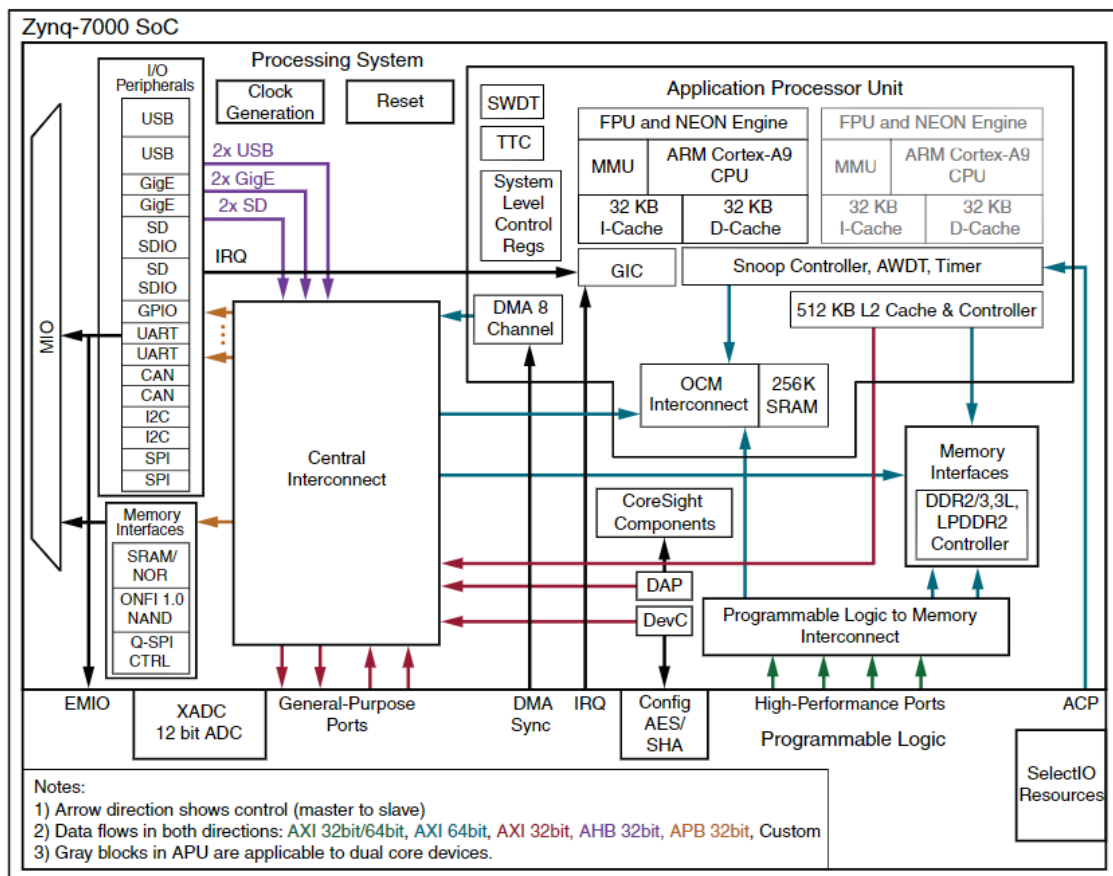 Zynq-7000 SoC
Processing System
I/O
Peripherals
USB
USB
GigE
GigE
SD
SDIO
SD
SDIO
GPIO
UART
UART
CAN
CAN
I2C
I2C
SPI
SPI
MIO
Clock
Generation
Reset
2x USB
2x GigE
2x SD
IRQ
Application Processor Unit
SWDT
TTC
System
Level
Control
Regs
FPU and NEON Engine
MMU
ARM Cortex-A9
CPU
32 KB
I-Cache
32 KB
D-Cache
FPU and NEON Engine
MMU
ARM Cortex-A9
CPU
32 KB
I-Cache
32 KB
D-Cache
GIC
Snoop Controller, AWDT, Timer
DMA 8
Channel
512 KB L2 Cache & Controller
OCM
Interconnect
256K
SRAM
Central
Interconnect
Memory
Interfaces
DDR2/3,3L,
LPDDR2
Controller
CoreSight
Components
DAP
DevC
Programmable Logic to Memory
Interconnect
Memory
Interfaces
SRAM/
NOR
ONFI 1.0
NAND
Q-SPI
CTRL
EMIO
XADC
12 bit ADC
General-Purpose
Ports
DMA
Sync
IRQ
Config
AES/
SHA
High-Performance Ports
ACP
Programmable Logic
SelectIO
Resources
Notes:
1) Arrow direction shows control (master to slave)
2) Data flows in both directions: AXI 32bit/64bit, AXI 64bit, AXI 32bit, AHB 32bit, APB 32bit, Custom
3) Gray blocks in APU are applicable to dual core devices.